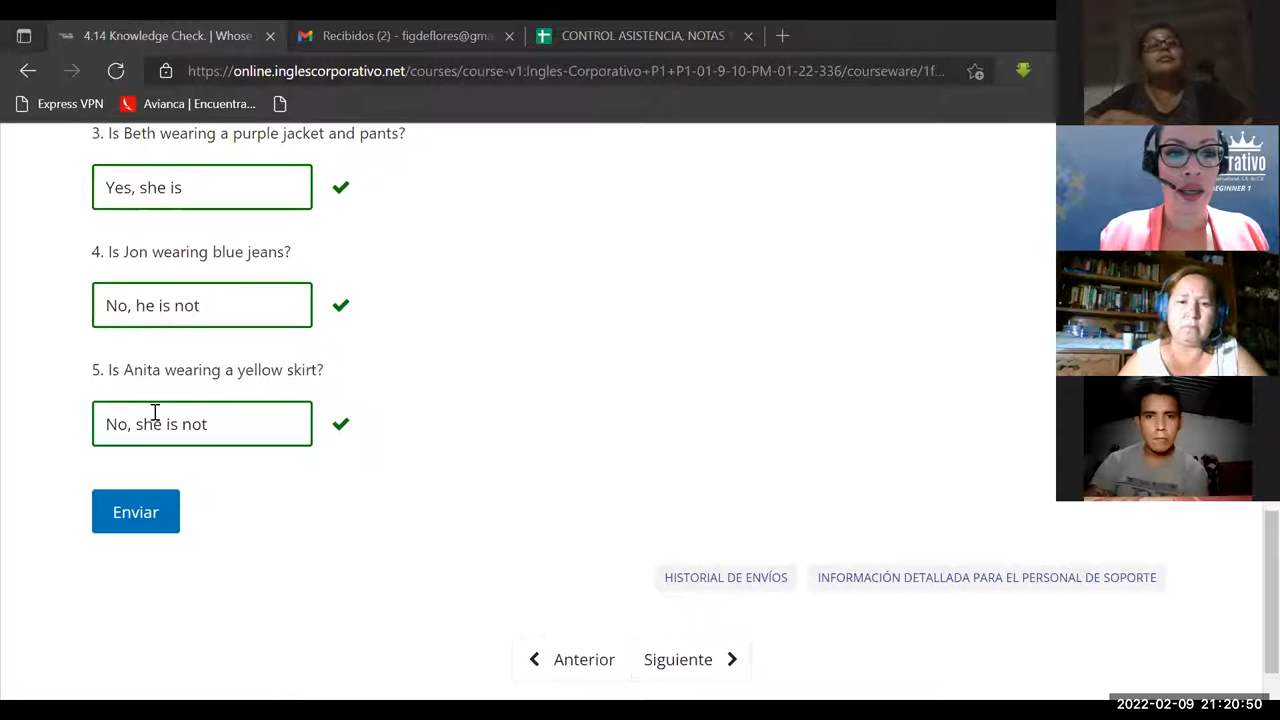 4.14 Knowledge Check. | Whose
Recibidos (2) - figdeflores@gma
CONTROL ASISTENCIA, NOTAS
https://online.inglescorporativo.net/courses/course-v1:Ingles-Corporativo+P1+P1-01-9-10-PM-01-22-336/courseware/1f...
Express VPN
Avianca | Encuentra...
3. Is Beth wearing a purple jacket and pants?
Yes, she is
4. Is Jon wearing blue jeans?
No, he is not
5. Is Anita wearing a yellow skirt?
No, she is not
Enviar
HISTORIAL DE ENVÍOS
INFORMACIÓN DETALLADA PARA EL PERSONAL DE SOPORTE
Anterior
Siguiente
rativo
EGINNER 1
2022-02-09 21:20:50